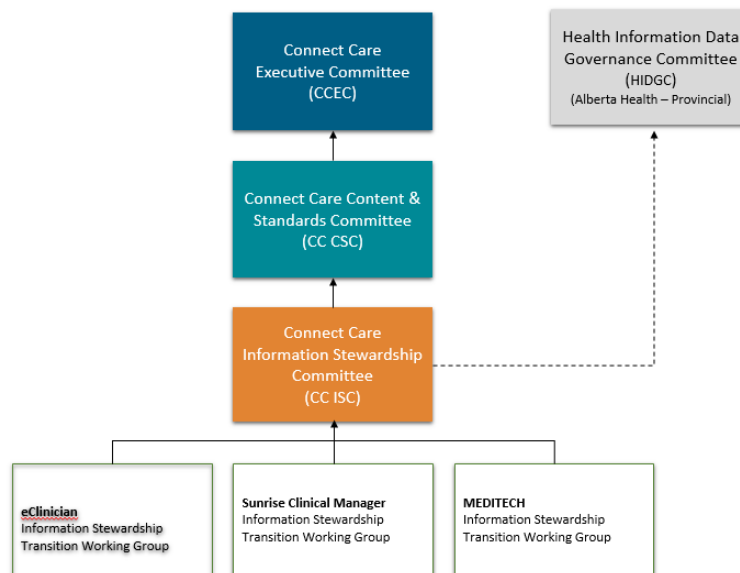 Connect Care
Executive Committee
(CCEC)
Health Information Data
Governance Committee
(HIDGC)
(Alberta Health – Provincial)
Connect Care Content &
Standards Committee
(CC CSC)
Connect Care
Information Stewardship
Committee
(CC ISC)
eClinician
Information Stewardship
Transition Working Group
Sunrise Clinical Manager
Information Stewardship
Transition Working Group
MEDITECH
Information Stewardship
Transition Working Group